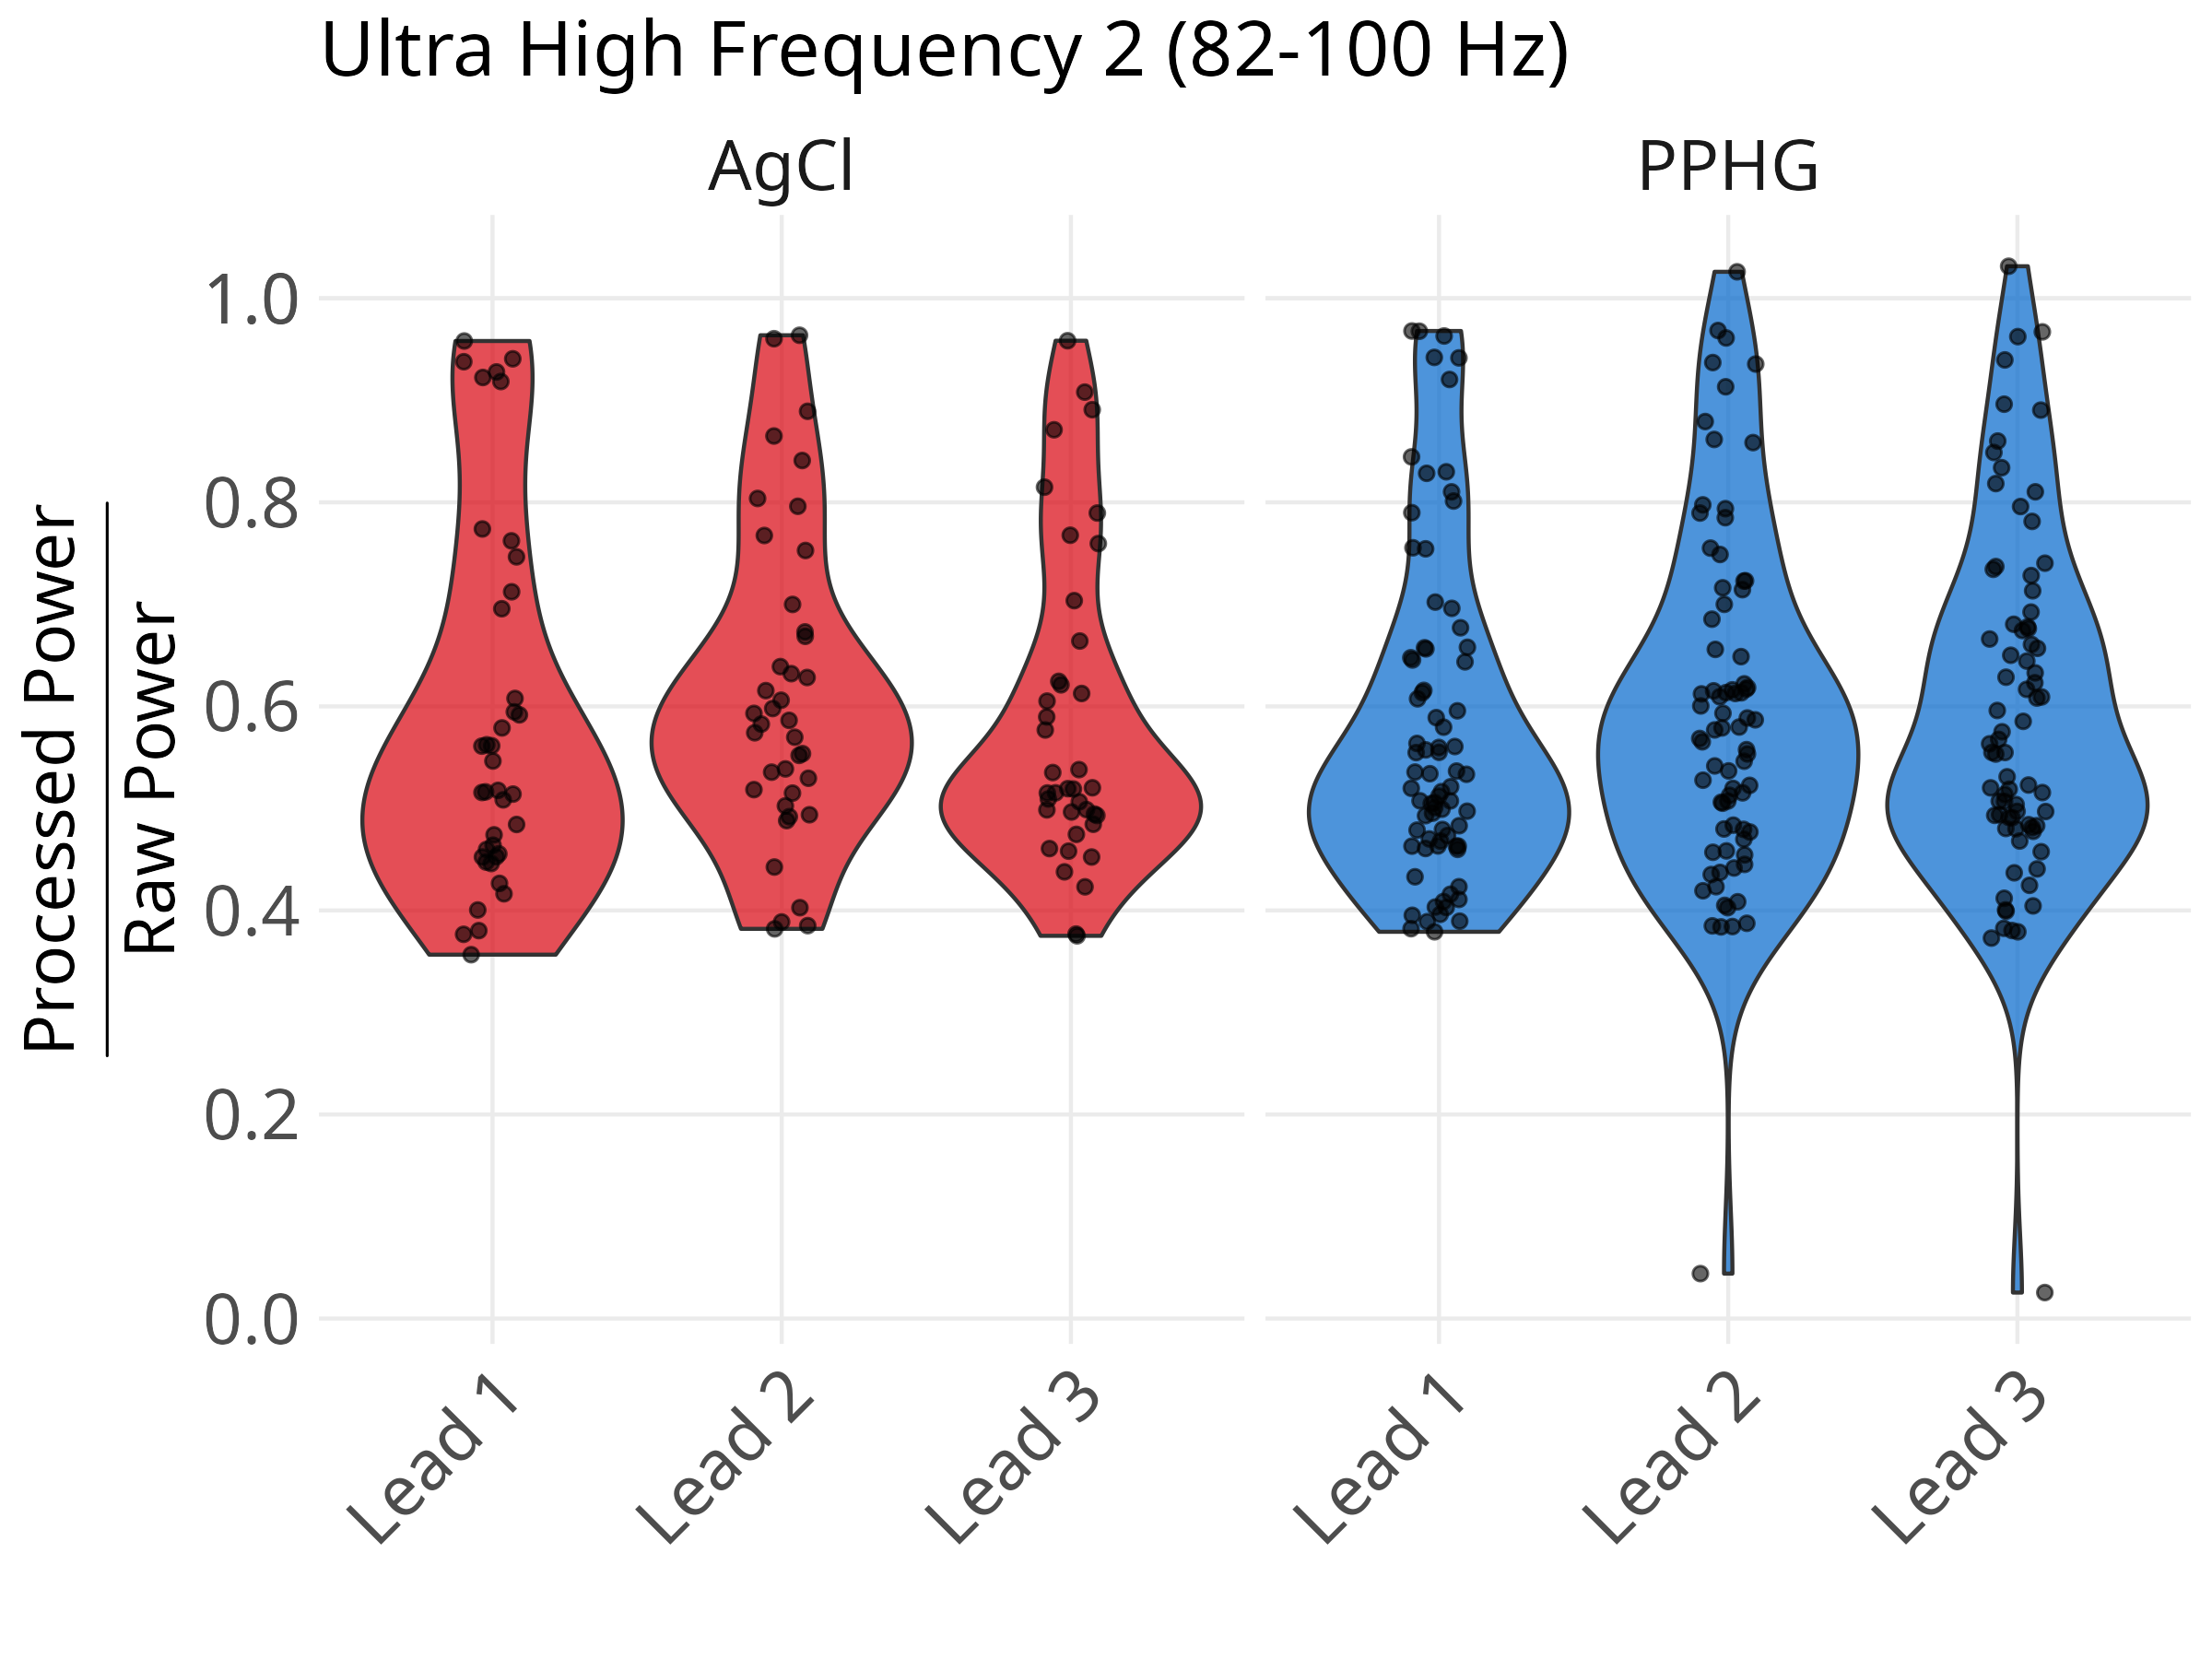 Ultra High Frequency 2 (82-100 Hz)
AgCl
PPHG
Processed Power
Raw Power
1.0
0.8
0.6
0.4
0.2
0.0
Lead 1
Lead 2
Lead 3
Lead 1
Lead 2
Lead 3